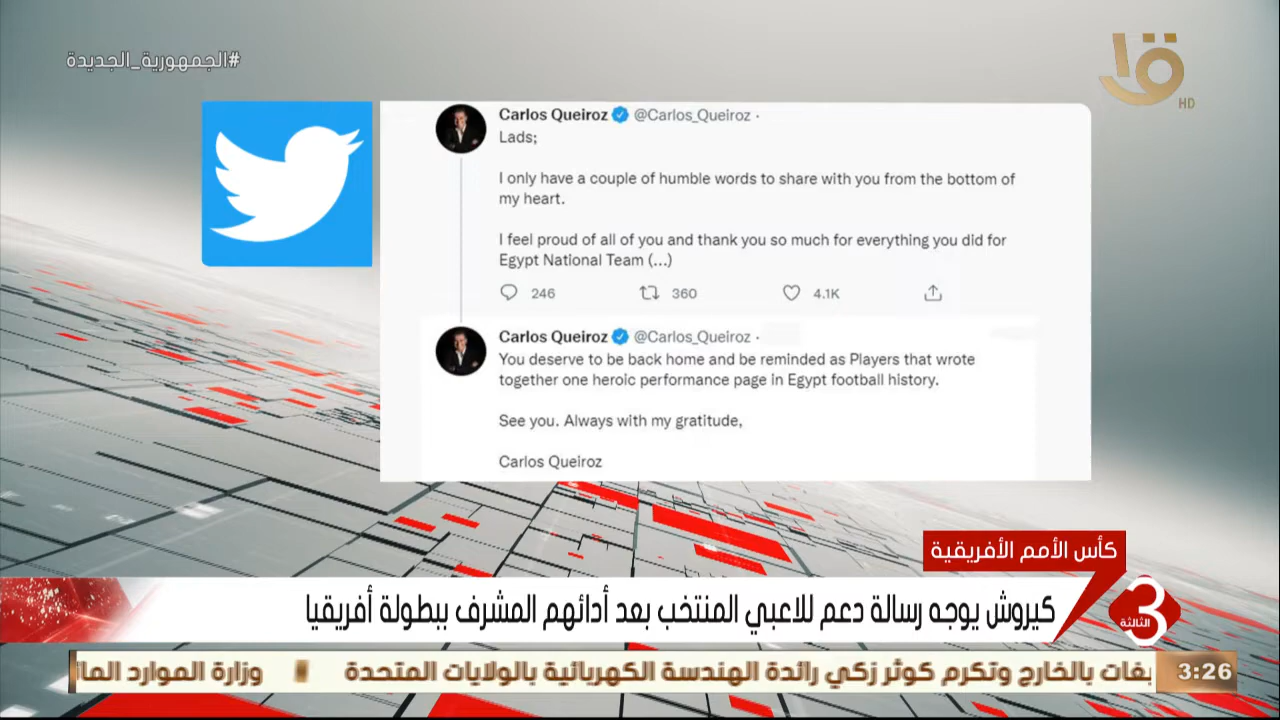 #الجمهورية_الجديدة
HD
Carlos Queiroz @Carlos_Queiroz ·
Lads;
I only have a couple of humble words to share with you from the bottom of
my heart.
I feel proud of all of you and thank you so much for everything you did for
Egypt National Team (...)
246 360 4.1K
Carlos Queiroz @Carlos_Queiroz ·
You deserve to be back home and be reminded as Players that wrote
together one heroic performance page in Egypt football history.
See you. Always with my gratitude,
Carlos Queiroz
كأس الأمم الأفريقية
كيروش يوجه رسالة دعم للاعبي المنتخب بعد أدائهم المشرف ببطولة أفريقيا
3 الثالثة
بالخارج وتكرم كوثر زكي رائدة الهندسة الكهربائية بالولايات المتحدة وزارة الموارد
3:26